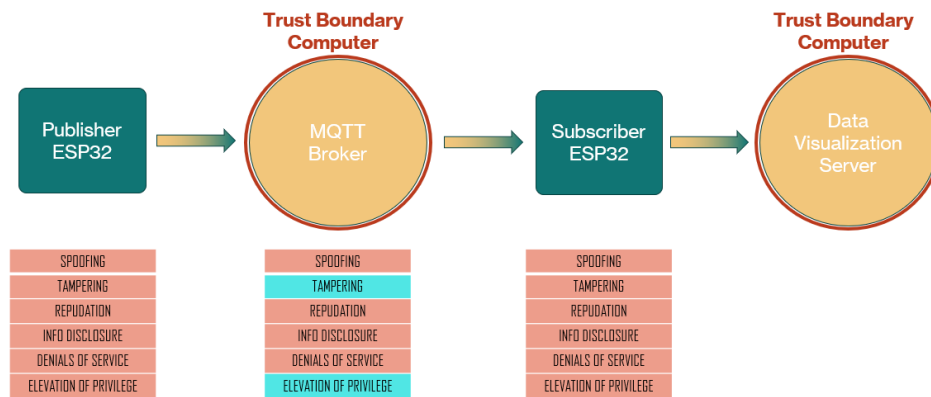 Trust Boundary
Computer
Trust Boundary
Computer
Publisher
ESP32
MQTT
Broker
Subscriber
ESP32
Data
Visualization
Server
SPOOFING
TAMPERING
REPUDATION
INFO DISCLOSURE
DENIALS OF SERVICE
ELEVATION OF PRIVILEGE
SPOOFING
TAMPERING
REPUDATION
INFO DISCLOSURE
DENIALS OF SERVICE
ELEVATION OF PRIVILEGE
SPOOFING
TAMPERING
REPUDATION
INFO DISCLOSURE
DENIALS OF SERVICE
ELEVATION OF PRIVILEGE